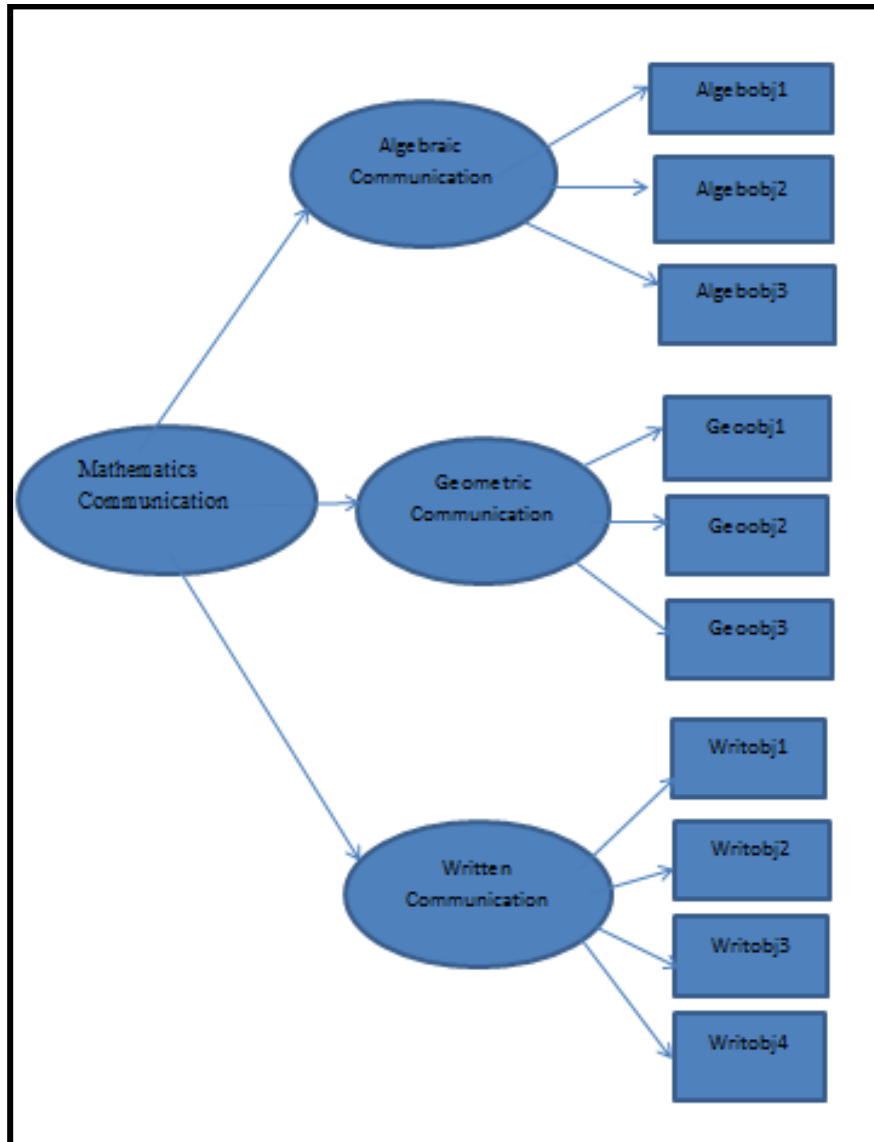 Algebobj1
Algebraic
Communication
Algebobj2
Algebobj3
Geoobj1
Mathematics
Communication
Geometric
Communication
Geoobj2
Geoobj3
Writobj1
Writobj2
Written
Communication
Writobj3
Writobj4